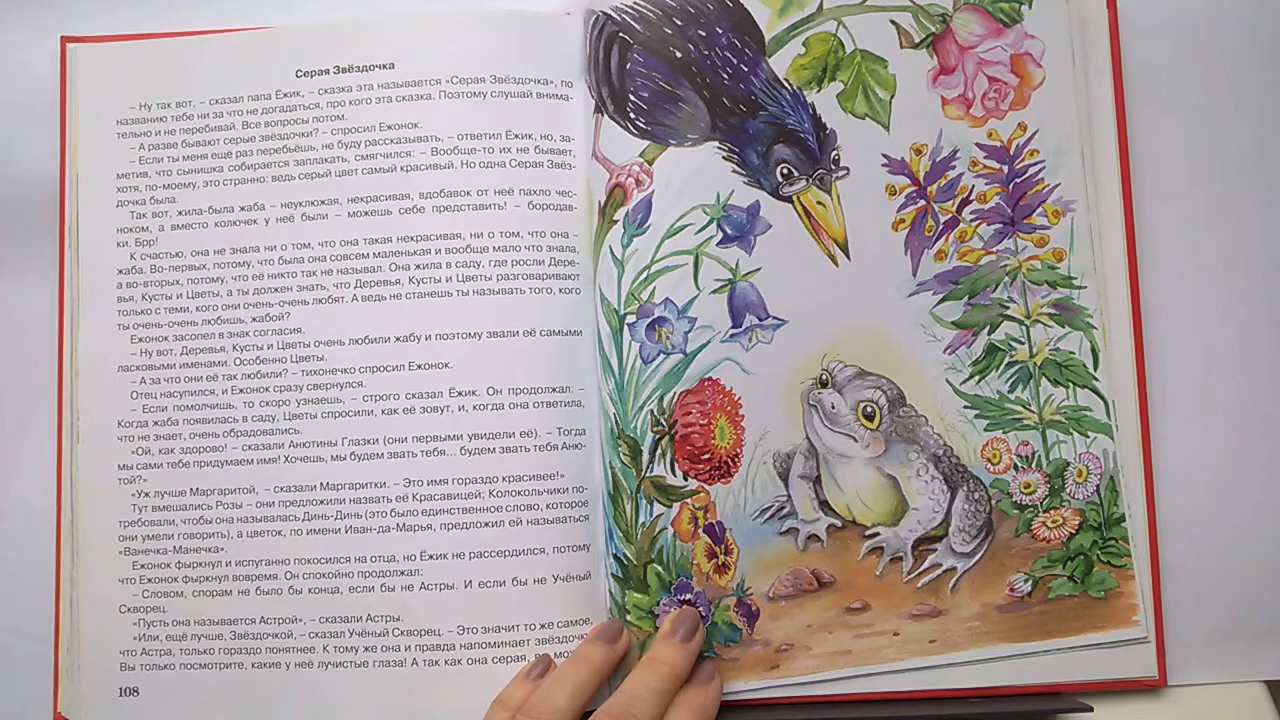 Серая Звёздочка
– Ну так вот, – сказал папа Ёжик, – сказка эта называется «Серая Звёздочка», по
названию тебе ни за что не догадаться, про кого эта сказка. Поэтому слушай внима-
тельно и не перебивай. Все вопросы потом.
– А разве бывают серые звёздочки? – спросил Ежонок.
– Если ты меня ещё раз перебьёшь, не буду рассказывать, – ответил Ёжик, но, за-
метив, что сынишка собирается заплакать, смягчился: – Вообще-то их не бывает,
хотя, по-моему, это странно: ведь серый цвет самый красивый. Но одна Серая Звёз-
дочка была.
Так вот, жила-была жаба – неуклюжая, некрасивая, вдобавок от неё пахло чес-
ноком, а вместо колючек у неё были – можешь себе представить! – бородав-
ки. Брр!
К счастью, она не знала ни о том, что она такая некрасивая, ни о том, что она –
жаба. Во-первых, потому, что была она совсем маленькая и вообще мало что знала,
а во-вторых, потому, что её никто так не называл. Она жила в саду, где росли Дере-
вья, Кусты и Цветы, а ты должен знать, что Деревья, Кусты и Цветы разговаривают
только с теми, кого они очень-очень любят. А ведь не станешь ты называть того, кого
ты очень-очень любишь, жабой?
Ежонок засопел в знак согласия.
– Ну вот, Деревья, Кусты и Цветы очень любили жабу и поэтому звали её самыми
ласковыми именами. Особенно Цветы.
– А за что они её так любили? – тихонечко спросил Ежонок.
Отец насупился, и Ежонок сразу свернулся.
– Если помолчишь, то скоро узнаешь, – строго сказал Ёжик. Он продолжал: –
Когда жаба появилась в саду, Цветы спросили, как её зовут, и, когда она ответила,
что не знает, очень обрадовались.
«Ой, как здорово! – сказали Анютины Глазки (они первыми увидели её). – Тогда
мы сами тебе придумаем имя! Хочешь, мы будем звать тебя... будем звать тебя Аню-
той?»
«Уж лучше Маргаритой, – сказали Маргаритки. – Это имя гораздо красивее!»
Тут вмешались Розы – они предложили назвать её Красавицей; Колокольчики по-
требовали, чтобы она называлась Динь-Динь (это было единственное слово, которое
они умели говорить), а цветок, по имени Иван-да-Марья, предложил ей называться
«Ванечка-Манечка».
Ежонок фыркнул и испуганно покосился на отца, но Ёжик не рассердился, потому
что Ежонок фыркнул вовремя. Он спокойно продолжал:
– Словом, спорам не было бы конца, если бы не Астры. И если бы не Учёный
Скворец.
«Пусть она называется Астрой», – сказали Астры.
«Или, ещё лучше, Звёздочкой, – сказал Учёный Скворец. – Это значит то же самое,
что Астра, только гораздо понятнее. К тому же она и правда напоминает звёздочку.
Вы только посмотрите, какие у неё лучистые глаза! А так как она серая,
108